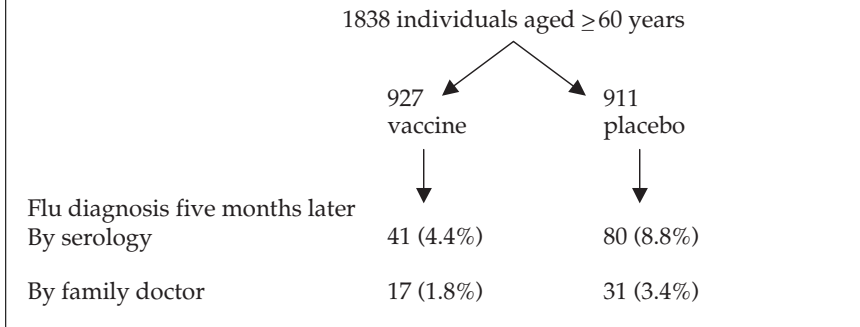 1838 individuals aged ≥60 years
927 911
vaccine placebo
Flu diagnosis five months later
By serology 41 (4.4%) 80 (8.8%)
By family doctor 17 (1.8%) 31 (3.4%)